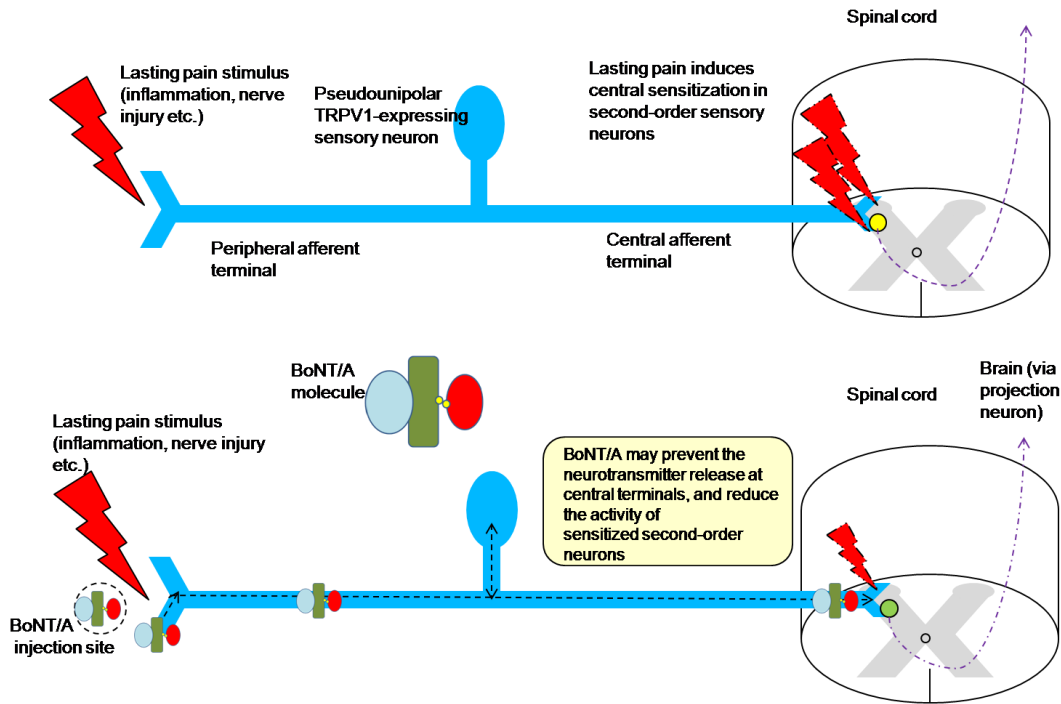 Spinal cord
Lasting pain stimulus
(inflammation, nerve
injury etc.)
Pseudounipolar
TRPV1-expressing
sensory neuron
Lasting pain induces
central sensitization in
second-order sensory
neurons
Peripheral afferent
terminal
Central afferent
terminal
BoNT/A
molecule
Brain (via
projection
neuron)
Spinal cord
Lasting pain stimulus
(inflammation, nerve injury
etc.)
BoNT/A may prevent the
neurotransmitter release at
central terminals, and reduce
the activity of
sensitized second-order
neurons
BoNT/A
injection site